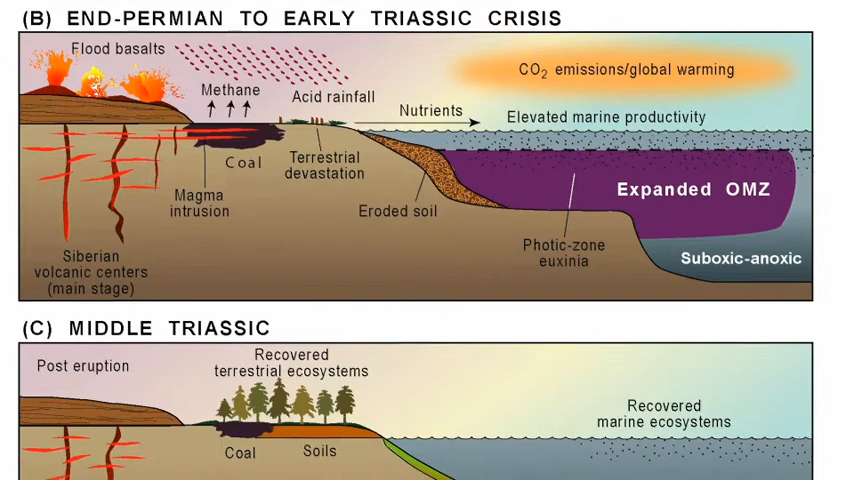 (B) END-PERMIAN TO EARLY TRIASSIC CRISIS
Flood basalts
Methane
Acid rainfall
Nutrients
CO₂ emissions/global warming
Elevated marine productivity
Coal
Terrestrial
devastation
Magma
intrusion
Eroded soil
Expanded OMZ
Photic-zone
euxinia
Suboxic-anoxic
Siberian
volcanic centers
(main stage)
(C) MIDDLE TRIASSIC
Post eruption
Recovered
terrestrial ecosystems
Recovered
marine ecosystems
Coal
Soils